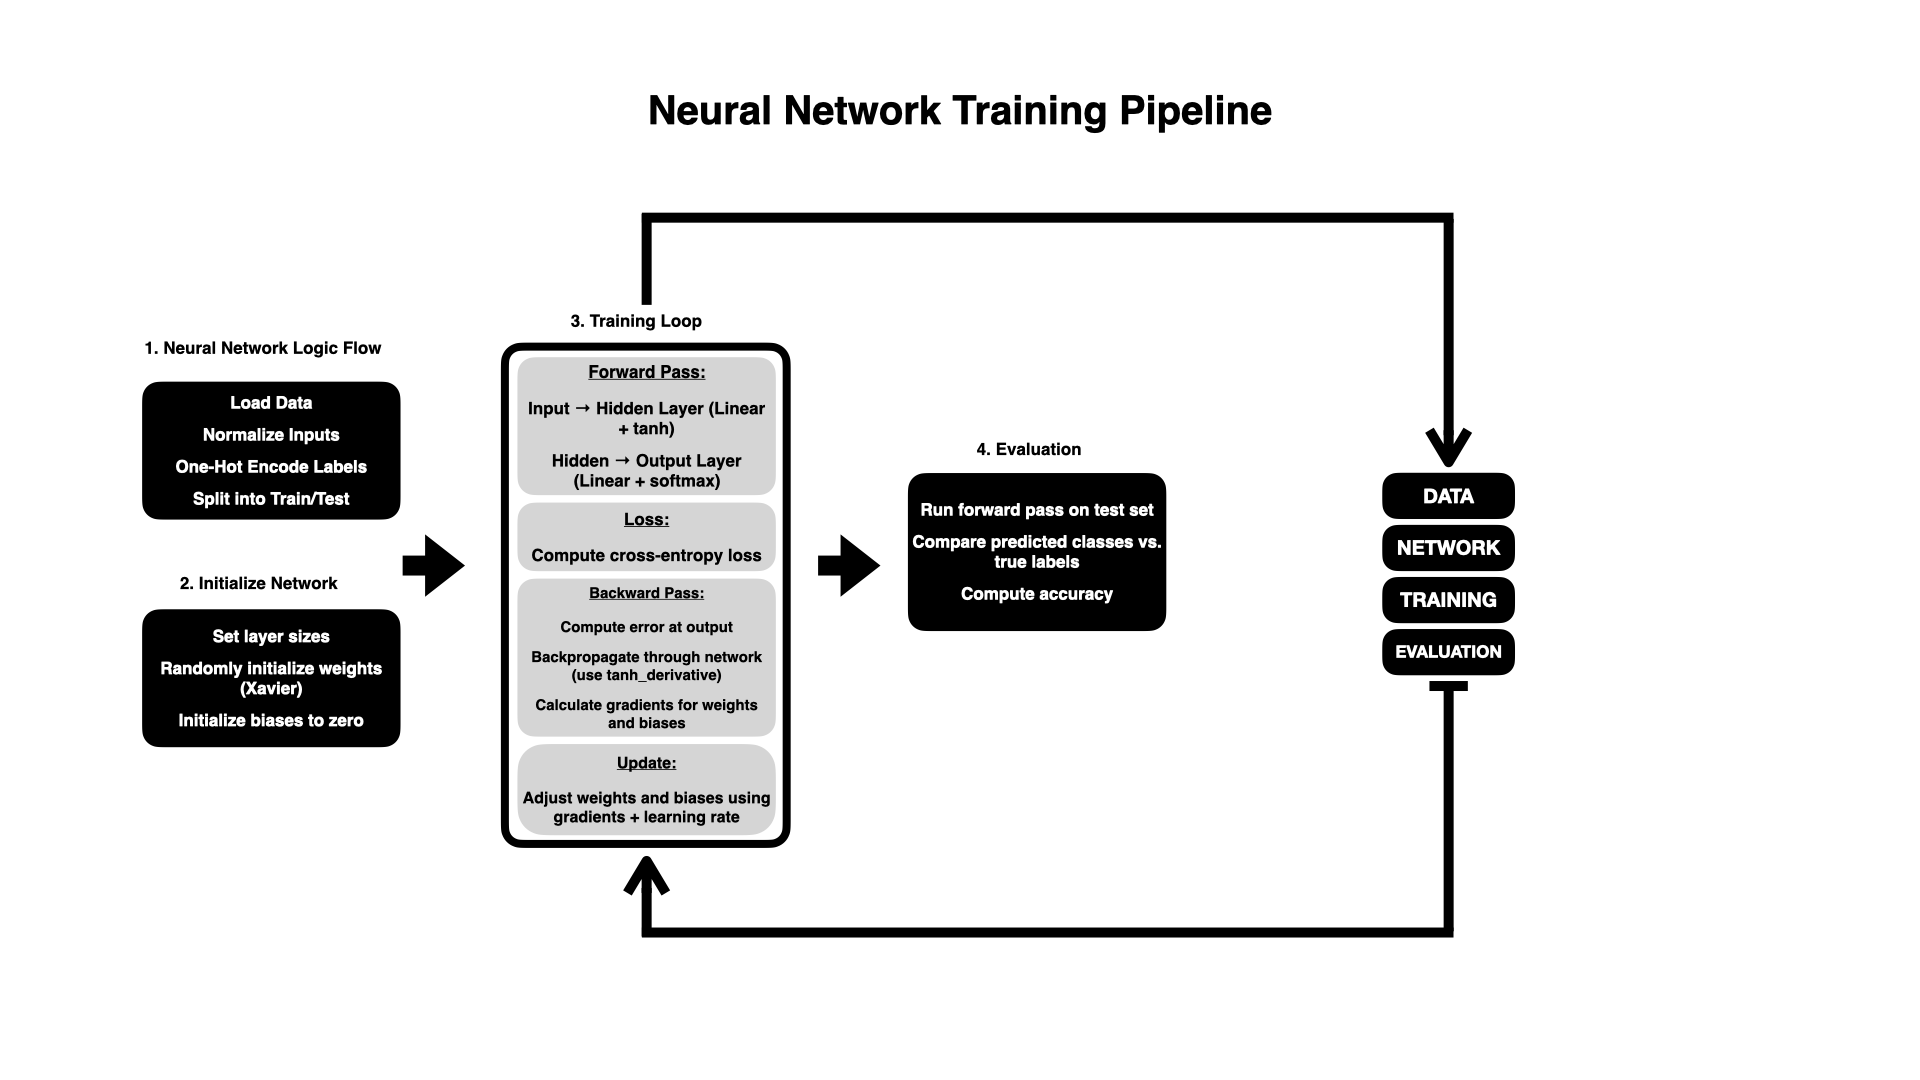 Neural Network Training Pipeline
1. Neural Network Logic Flow
Load Data
Normalize Inputs
One-Hot Encode Labels
Split into Train/Test
2. Initialize Network
Set layer sizes
Randomly initialize weights
(Xavier)
Initialize biases to zero
3. Training Loop
Forward Pass:
Input → Hidden Layer (Linear
+ tanh)
Hidden → Output Layer
(Linear + softmax)
Loss:
Compute cross-entropy loss
Backward Pass:
Compute error at output
Backpropagate through network
(use tanh_derivative)
Calculate gradients for weights
and biases
Update:
Adjust weights and biases using
gradients + learning rate
4. Evaluation
Run forward pass on test set
Compare predicted classes vs.
true labels
Compute accuracy
DATA
NETWORK
TRAINING
EVALUATION